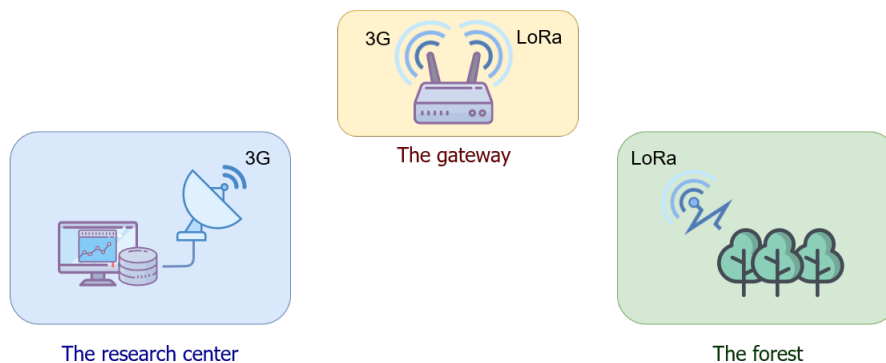 3G
LoRa
The gateway
3G
The research center
LoRa
The forest